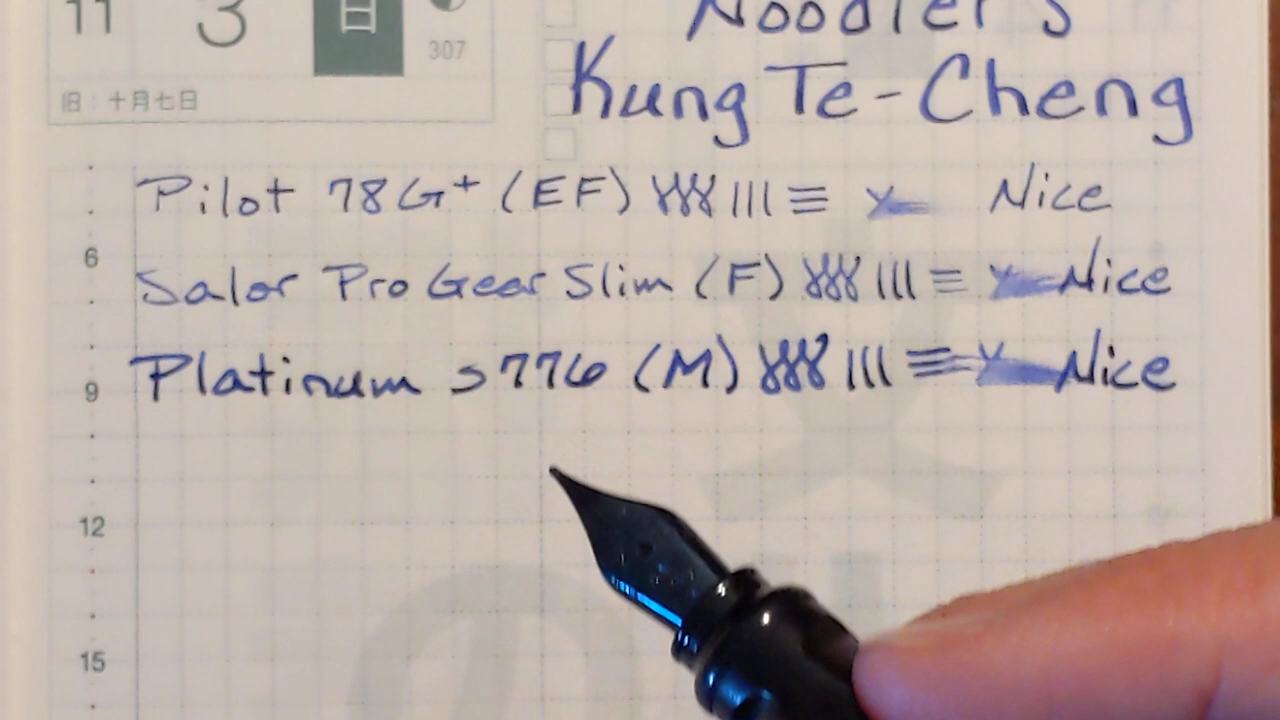 11 3 日
307
旧：十月七日
Noodler's
Kung Te-Cheng
Pilot 78G+ (EF) Nice
6
Salor Pro Gear Slim (F) Nice
Platinum 3776 (M) Nice
9
12
15